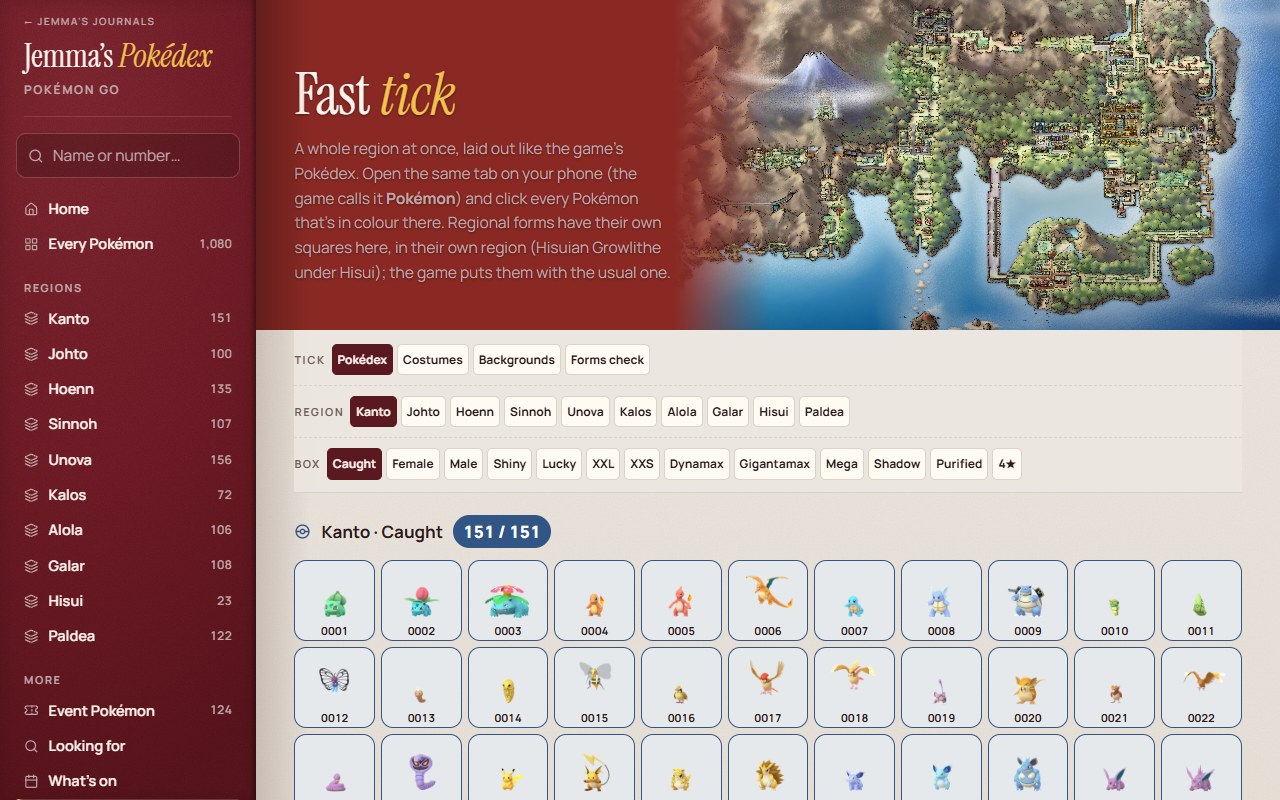 ← JEMMA'S JOURNALS
Jemma's Pokédex
POKÉMON GO
Name or number...
Home
Every Pokémon 1,080
REGIONS
Kanto 151
Johto 100
Hoenn 135
Sinnoh 107
Unova 156
Kalos 72
Alola 106
Galar 108
Hisui 23
Paldea 122
MORE
Event Pokémon 124
Looking for
What's on
Fast tick
A whole region at once, laid out like the game's
Pokédex. Open the same tab on your phone (the
game calls it Pokémon) and click every Pokémon
that's in colour there. Regional forms have their own
squares here, in their own region (Hisuian Growlithe
under Hisui); the game puts them with the usual one.
TICK Pokédex Costumes Backgrounds Forms check
REGION Kanto Johto Hoenn Sinnoh Unova Kalos Alola Galar Hisui Paldea
BOX Caught Female Male Shiny Lucky XXL XXS Dynamax Gigantamax Mega Shadow Purified 4★
Kanto · Caught 151 / 151
0001 0002 0003 0004 0005 0006 0007 0008 0009 0010 0011
0012 0013 0014 0015 0016 0017 0018 0019 0020 0021 0022